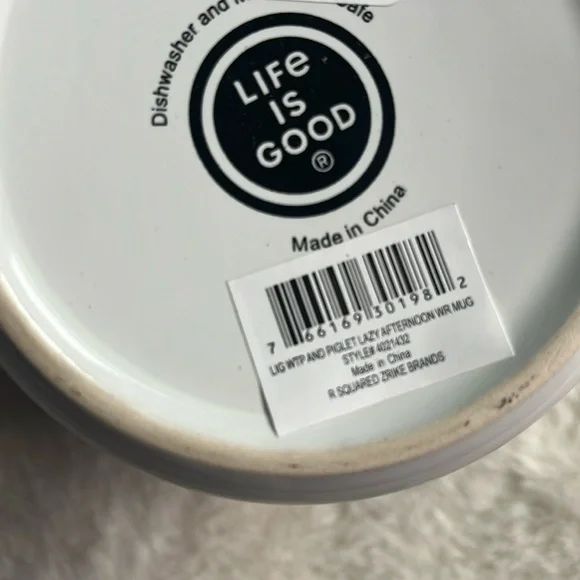 Dishwasher and
LIFe
IS
GOOD
®
Made in China
7 66169 30198 2
LIG WTP AND PIGLET LAZY AFTERNOON WR MUG
STYLE# 4021432
Made in China
R SQUARED ZRIKE BRANDS